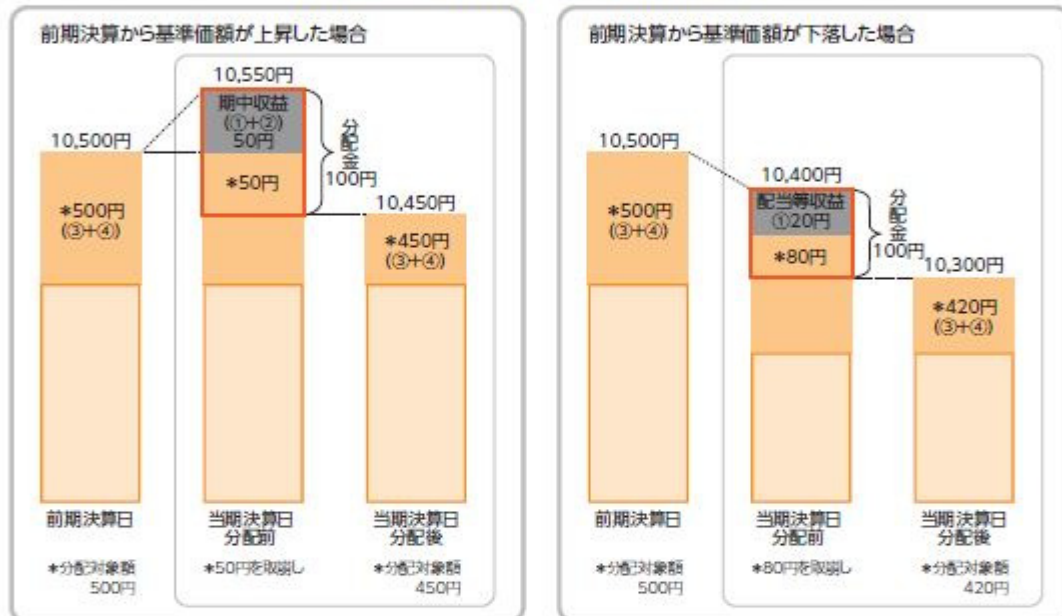 前期決算から基準価額が上昇した場合
10,550円
期中収益
(①+②)
50円
分配金
100円
10,500円
*500円
(③+④)
*50円
10,450円
*450円
(③+④)
前期決算日
当期決算日
分配前
当期決算日
分配後
*分配対象額
500円
*50円を取崩し
*分配対象額
450円
前期決算から基準価額が下落した場合
10,500円
*500円
(③+④)
10,400円
配当等収益
①20円
*80円
分配金
100円
10,300円
*420円
(③+④)
前期決算日
当期決算日
分配前
当期決算日
分配後
*分配対象額
500円
*80円を取崩し
*分配対象額
420円